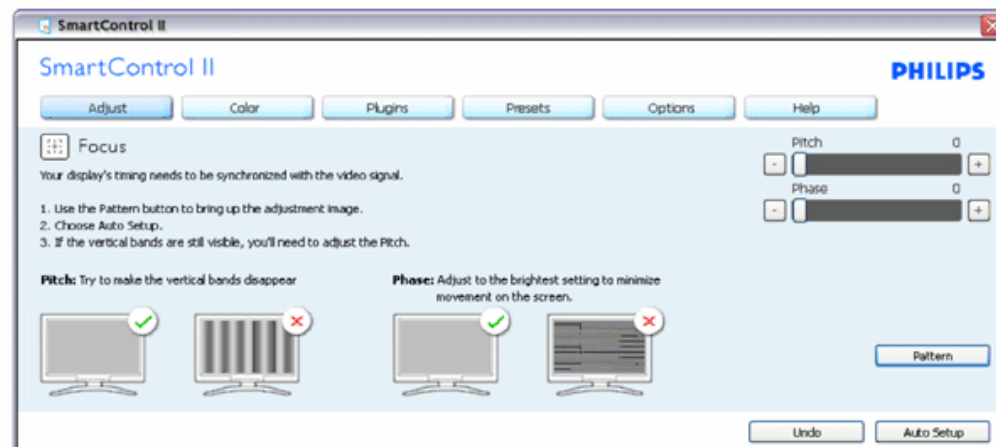 SmartControl II
SmartControl II
PHILIPS
Adjust Color Plugins Presets Options Help
Focus
Your display's timing needs to be synchronized with the video signal.
1. Use the Pattern button to bring up the adjustment image.
2. Choose Auto Setup.
3. If the vertical bands are still visible, you'll need to adjust the Pitch.
Pitch 0
- +
Phase 0
- +
Pitch: Try to make the vertical bands disappear
Phase: Adjust to the brightest setting to minimize
movement on the screen.
Pattern
Undo Auto Setup